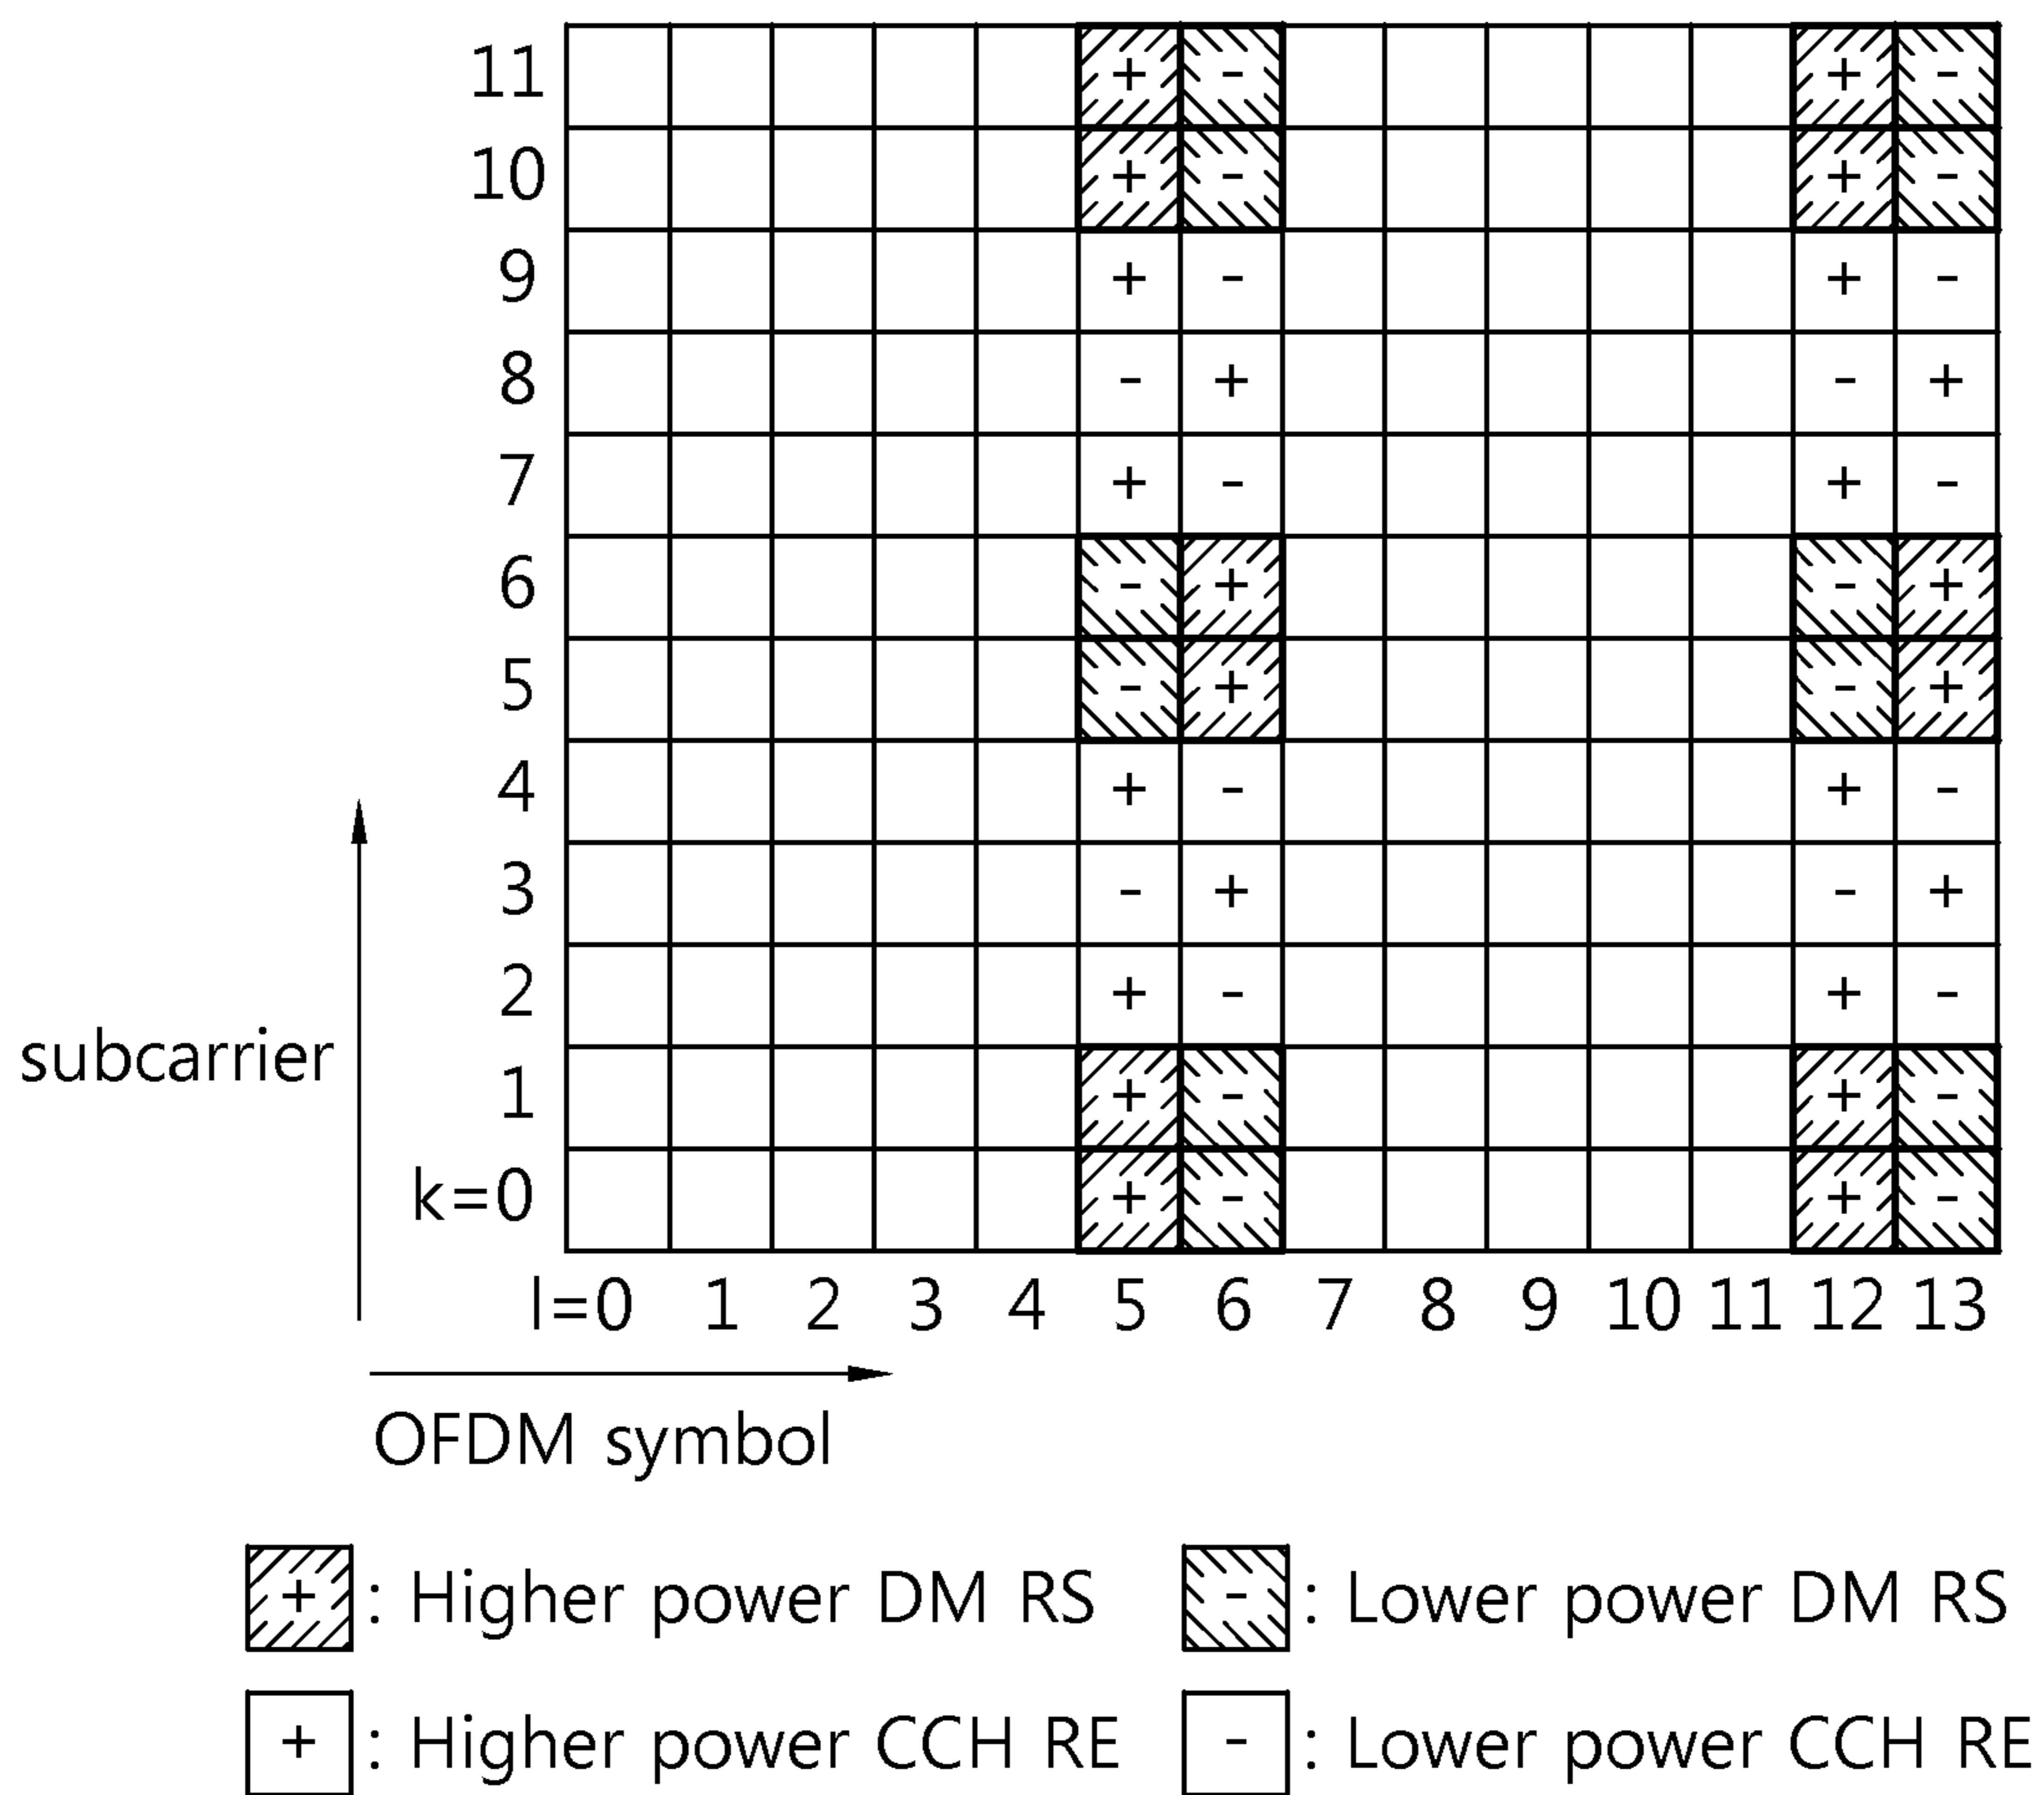 11 + - + -
10 + - + -
9 + - + -
8 - + - +
7 + - + -
6 - + - +
5 - + - +
4 + - + -
3 - + - +
2 + - + -
subcarrier
1 + - + -
k=0 + - + -
l=0 1 2 3 4 5 6 7 8 9 10 11 12 13
OFDM symbol
+ : Higher power DM RS - : Lower power DM RS
+ : Higher power CCH RE - : Lower power CCH RE